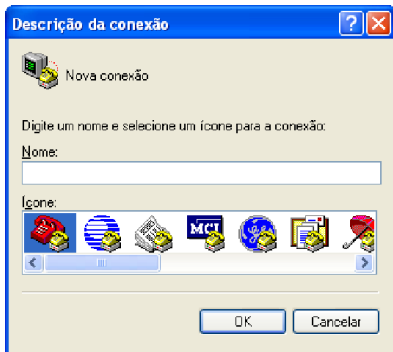 Descrição da conexão
Nova conexão
Digite um nome e selecione um ícone para a conexão:
Nome:
Ícone:
MCI
OK
Cancelar